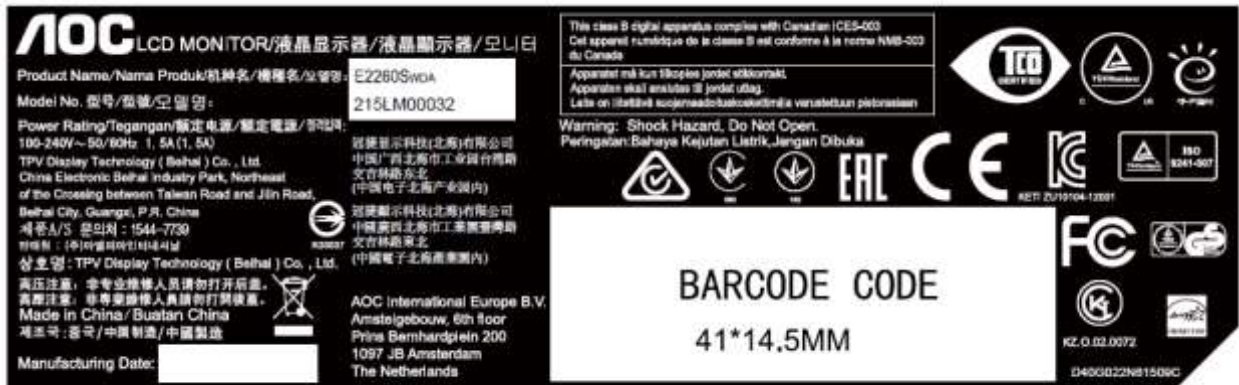 AOC LCD MONITOR/液晶显示器/液晶顯示器/모니터
Product Name/Nama Produk/机种名/機種名/모델명: E2260SWDA
Model No. 型号/型號/모델명: 215LM00032
Power Rating/Tegangan/额定电源/額定電源/정격입력:
100-240V~50/60Hz 1.5A(1.5A)
TPV Display Technology ( Beihai ) Co. , Ltd.
China Electronic Beihai Industry Park, Northeast
of the Crossing between Taiwan Road and Jilin Road,
Beihai City, Guangxi, P.R. China
제품A/S 문의처 : 1544-7739
상호명 : TPV Display Technology ( Beihai ) Co. , Ltd.
高压注意: 非专业维修人员请勿打开后盖。
高壓注意: 非專業維修人員請勿打開後蓋。
Made in China/Buatan China
제조국 : 중국/中国制造/中國製造
Manufacturing Date:
冠捷显示科技(北海)有限公司
中国广西北海市工业园台湾路
交吉林路东北
(中国电子北海产业园内)
冠捷顯示科技(北海)有限公司
中國廣西北海市工業園臺灣路
交吉林路東北
(中國電子北海產業園內)
R33037
AOC International Europe B.V.
Amsteigebouw, 6th floor
Prins Bernhardplein 200
1097 JB Amsterdam
The Netherlands
This class B digital apparatus complies with Canadian ICES-003
Cet appareil numérique de la classe B est conforme à la norme NMB-003
du Canada
Apparatet må kun tilkoples jordet stikkontakt.
Apparaten skall anslutas till jordat uttag.
Laite on liitettävä suojamaadoituskoskettimilla varustettuun pistorasiaan
Warning: Shock Hazard, Do Not Open.
Peringatan:Bahaya Kejutan Listrik,Jangan Dibuka
TCO
CERTIFIED
C US
EAC
CE
KC
KETI ZU10104-12001
ISO
9241-307
BARCODE CODE
41*14.5MM
FC
GS
KZ.O.02.0072
D40G022N81509C